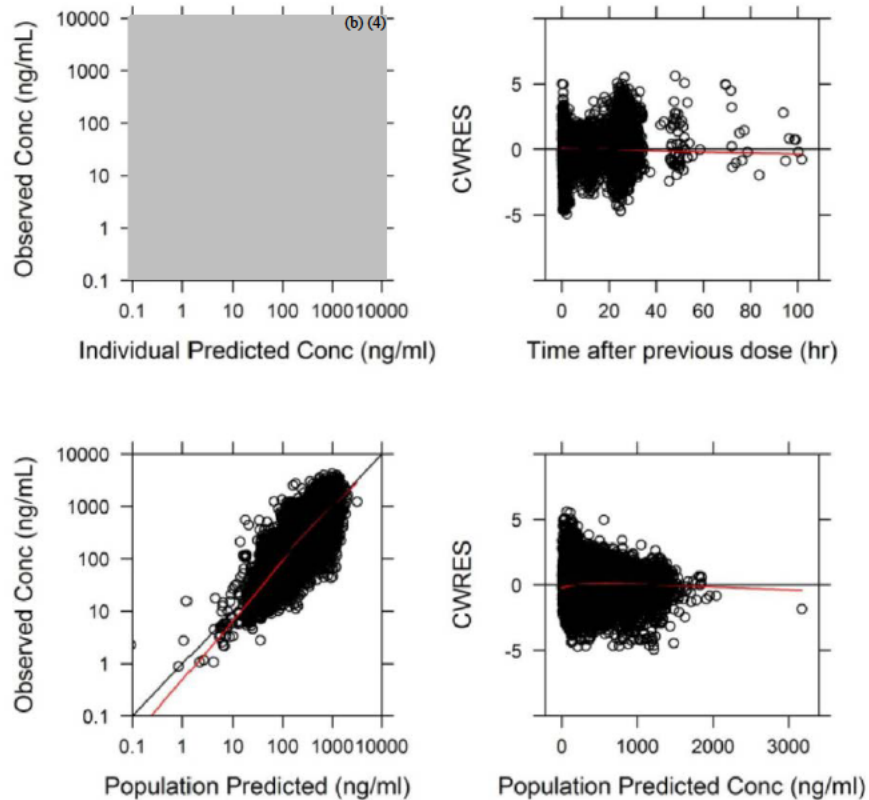 10000
1000
100
10
1
0.1
Observed Conc (ng/mL)
(b) (4)
0.1 1 10 100 1000 10000
Individual Predicted Conc (ng/ml)
5
0
-5
CWRES
0 20 40 60 80 100
Time after previous dose (hr)
10000
1000
100
10
1
0.1
Observed Conc (ng/mL)
0.1 1 10 100 1000 10000
Population Predicted (ng/ml)
5
0
-5
CWRES
0 1000 2000 3000
Population Predicted Conc (ng/ml)